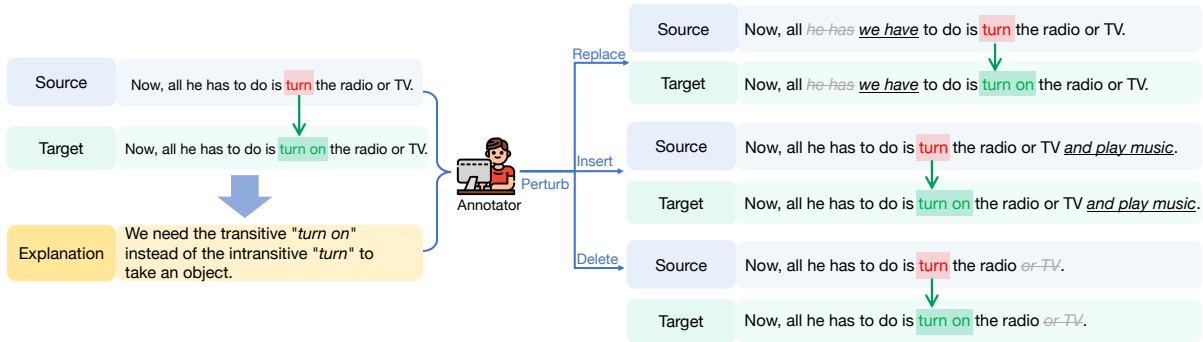 Source
Now, all he has to do is turn the radio or TV.
Target
Now, all he has to do is turn on the radio or TV.
Explanation
We need the transitive "turn on"
instead of the intransitive "turn" to
take an object.
Annotator
Perturb
Replace
Source
Now, all he has we have to do is turn the radio or TV.
Target
Now, all he has we have to do is turn on the radio or TV.
Insert
Source
Now, all he has to do is turn the radio or TV and play music.
Target
Now, all he has to do is turn on the radio or TV and play music.
Delete
Source
Now, all he has to do is turn the radio or TV.
Target
Now, all he has to do is turn on the radio or TV.